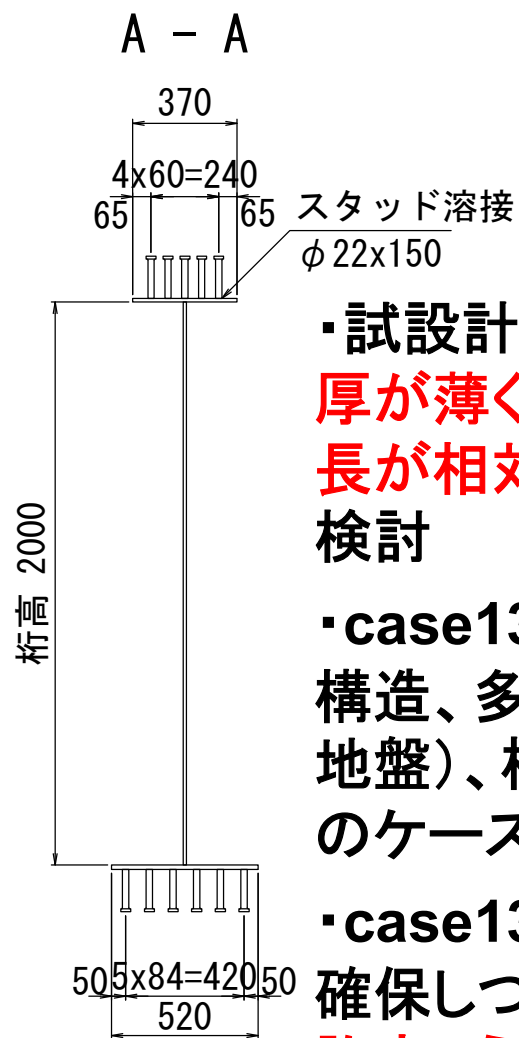 A - A
370
4x60=240
65
65
スタッド溶接
φ22x150
桁高 2000
50
5x84=420
50
520
・試設計
厚が薄く
長が相対
検討
・case13
構造、多
地盤)、
のケース
・case13
確保しつ